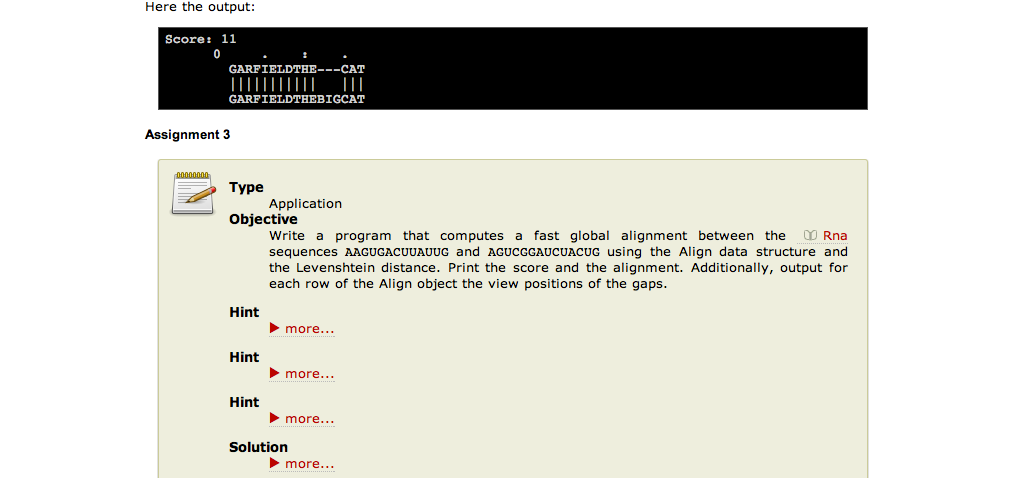 Here the output:
Score: 11
0 . : .
GARFIELDTHE---CAT
||||||||||| |||
GARFIELDTHEBIGCAT
Assignment 3
Type
Application
Objective
Write a program that computes a fast global alignment between the Rna
sequences AAGUGACUUAUUG and AGUCGGAUCUACUG using the Align data structure and
the Levenshtein distance. Print the score and the alignment. Additionally, output for
each row of the Align object the view positions of the gaps.
Hint
more...
Hint
more...
Hint
more...
Solution
more...